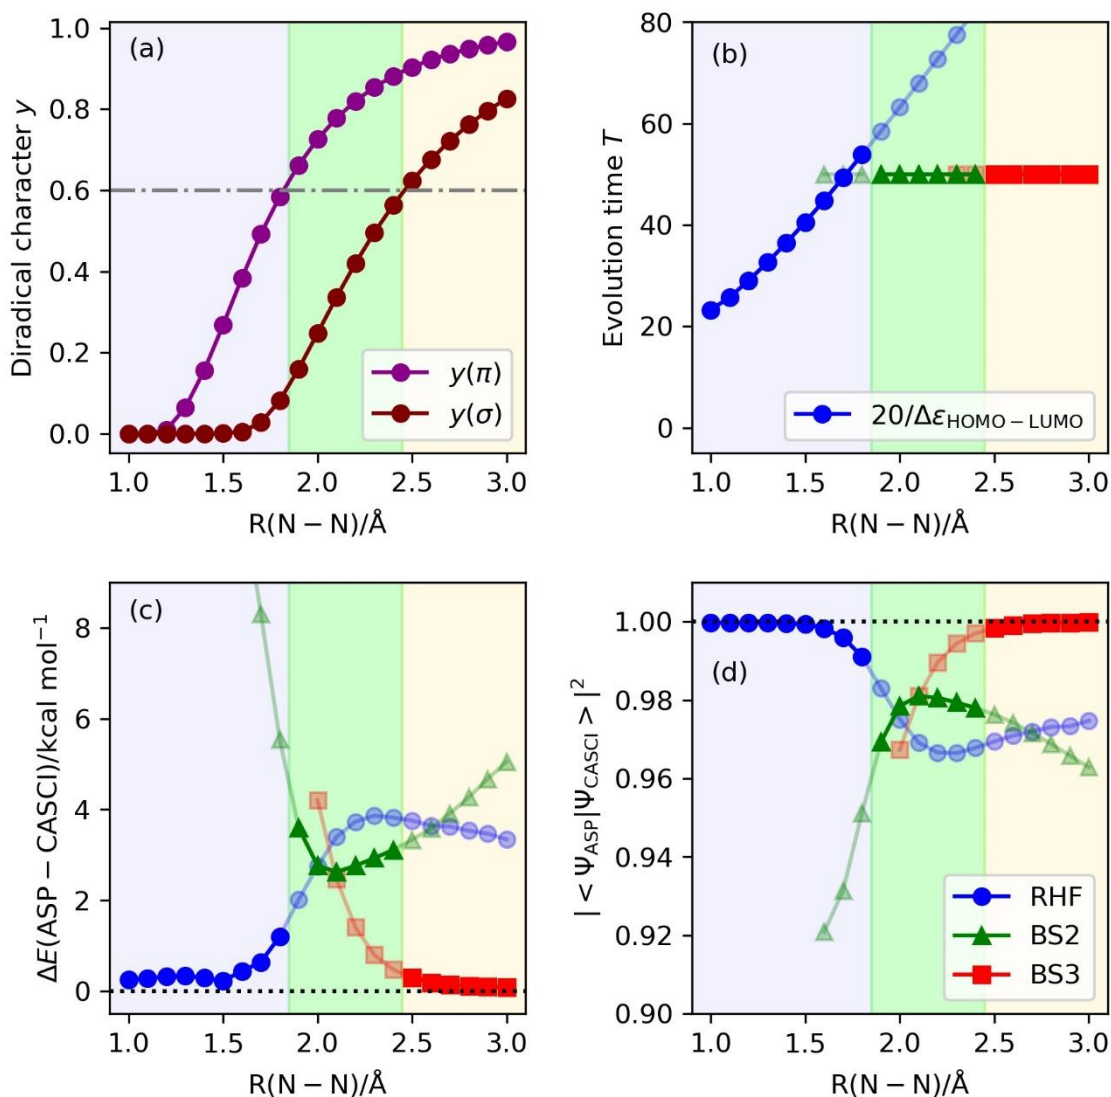 (a)
Diradical character y
1.0
0.8
0.6
0.4
0.2
0.0
y(π)
y(σ)
1.0 1.5 2.0 2.5 3.0
R(N − N)/Å
(b)
Evolution time T
80
60
40
20
0
20/Δε_HOMO − LUMO
1.0 1.5 2.0 2.5 3.0
R(N − N)/Å
(c)
ΔE(ASP − CASCI)/kcal mol⁻¹
8
6
4
2
0
1.0 1.5 2.0 2.5 3.0
R(N − N)/Å
(d)
| < Ψ_ASP|Ψ_CASCI > |²
1.00
0.98
0.96
0.94
0.92
0.90
RHF
BS2
BS3
1.0 1.5 2.0 2.5 3.0
R(N − N)/Å